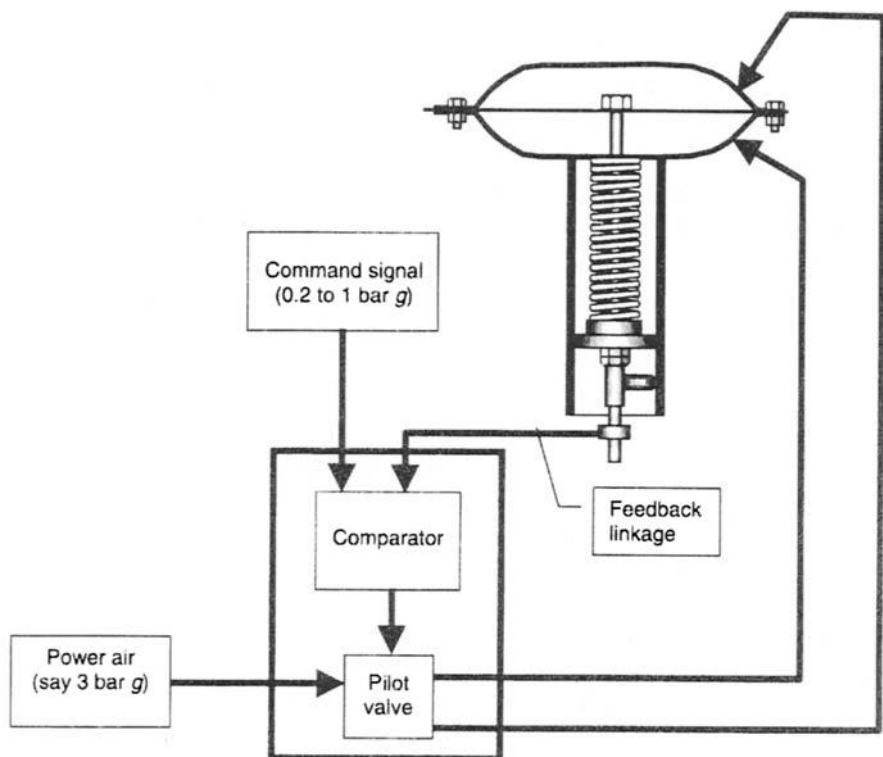 Command signal
(0.2 to 1 bar g)
Feedback
linkage
Comparator
Power air
(say 3 bar g)
Pilot
valve